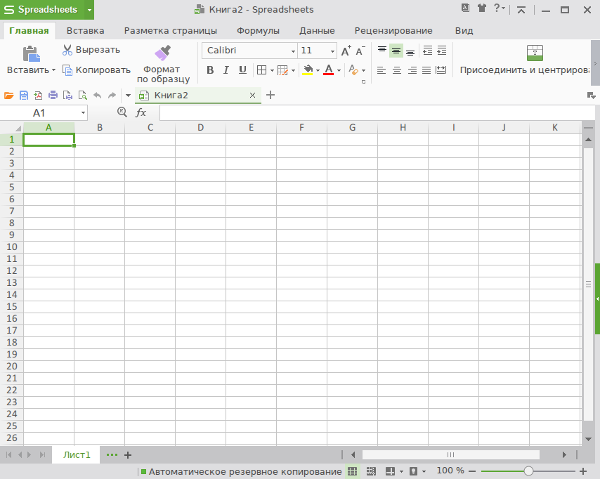 Spreadsheets
Книга2 - Spreadsheets
?
Главная Вставка Разметка страницы Формулы Данные Рецензирование Вид
Вставить
Вырезать
Копировать
Формат
по образцу
Calibri 11 A+ A-
B I U A A
Присоединить и центрирова
Книга2 × +
A1 fx
A B C D E F G H I J K
1
2
3
4
5
6
7
8
9
10
11
12
13
14
15
16
17
18
19
20
21
22
23
24
25
26
Лист1 ••• +
Автоматическое резервное копирование 100 % − +